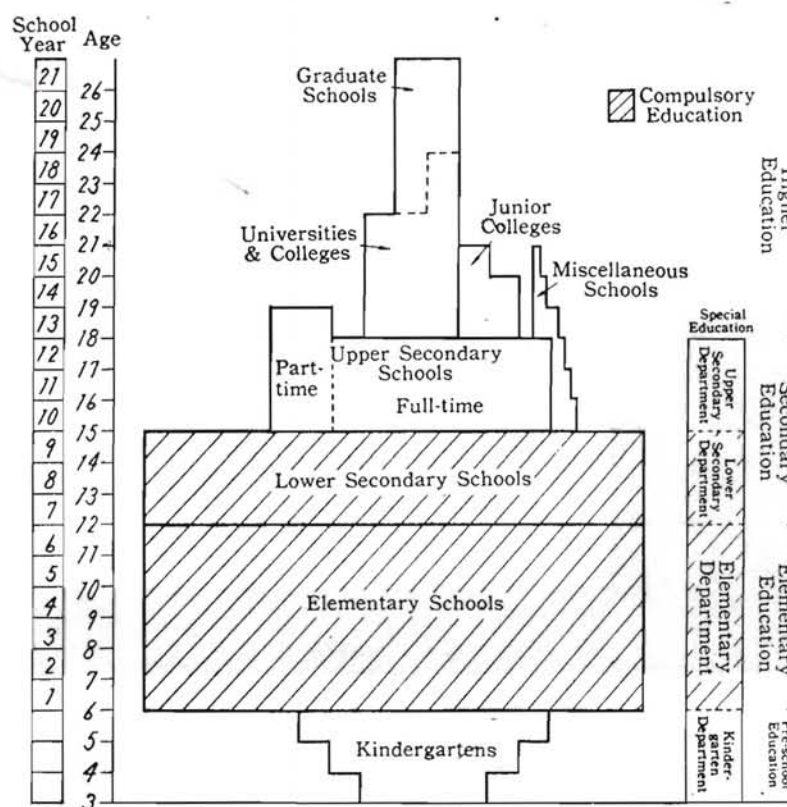 School
Year
Age
21
20
19
18
17
16
15
14
13
12
11
10
9
8
7
6
5
4
3
2
1
26
25
24
23
22
21
20
19
18
17
16
15
14
13
12
11
10
9
8
7
6
5
4
3
Graduate
Schools
Compulsory
Education
Universities
& Colleges
Junior
Colleges
Miscellaneous
Schools
Part-
time
Upper Secondary
Schools
Full-time
Lower Secondary Schools
Elementary Schools
Kindergartens
Special
Education
Upper
Secondary
Department
Lower
Secondary
Department
Elementary
Department
Kinder-
garten
Department
Higher
Education
Secondary
Education
Elementary
Education
Pre-school
Education